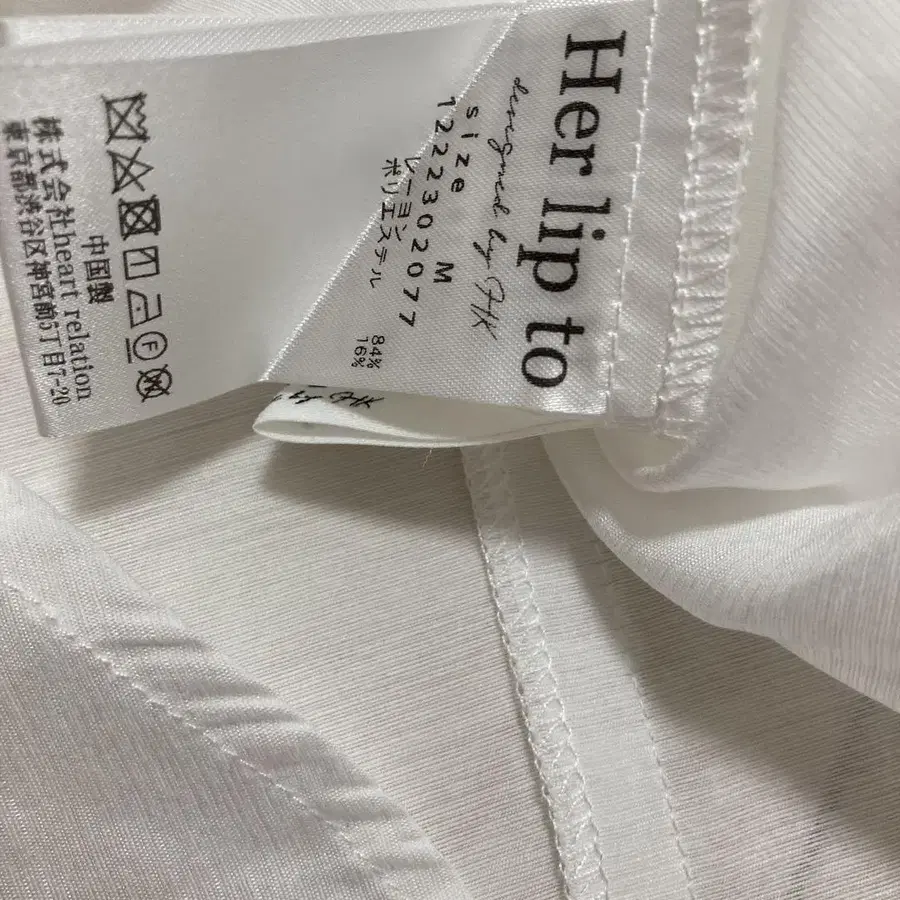 Her lip to
designed by HK
size M
1222302077
レーヨン 84%
ポリエステル 16%
F W
中国製
株式会社heart relation
東京都渋谷区神宮前5丁目7-20